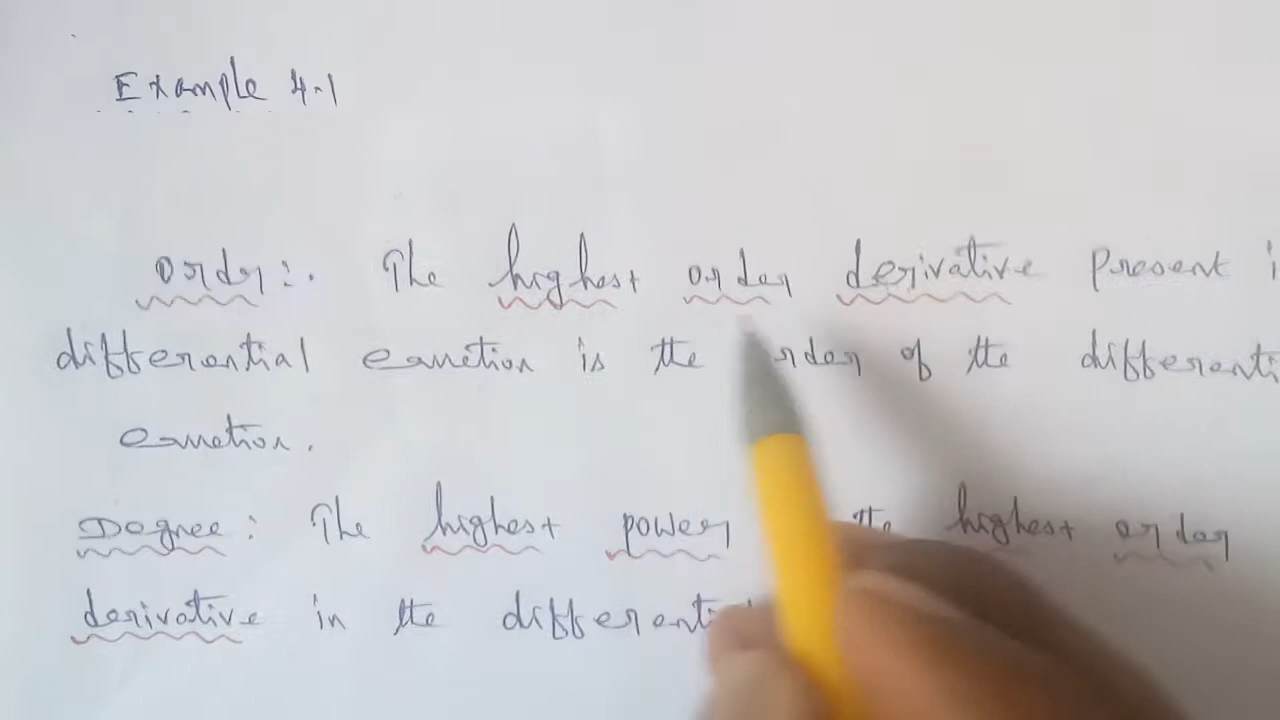 Example 4.1
Order:. The highest order derivative Present
differential equation is the order of the differenti
equation.
Degree: The highest power the highest order
derivative in the differenti